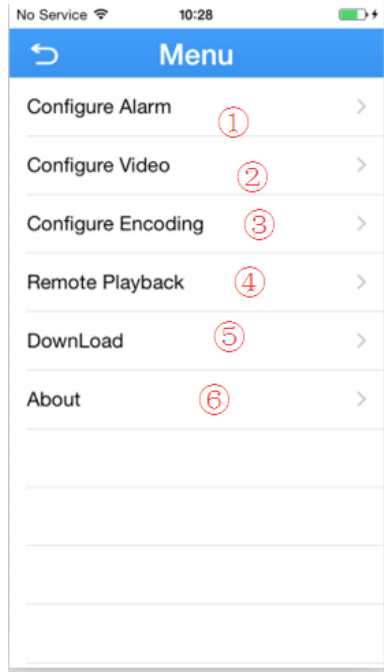 No Service 10:28
Menu
Configure Alarm ①
Configure Video ②
Configure Encoding ③
Remote Playback ④
DownLoad ⑤
About ⑥